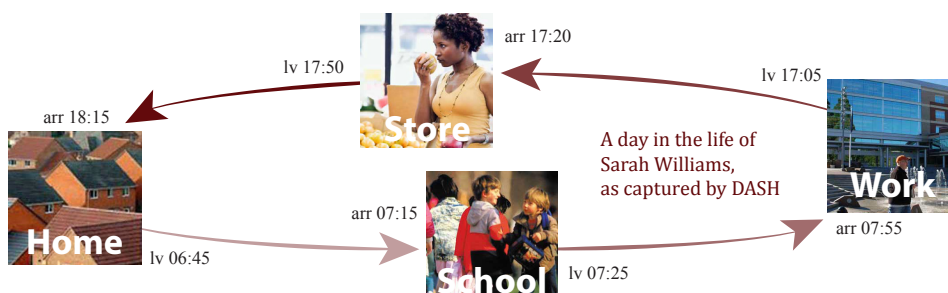 arr 17:20
lv 17:50
lv 17:05
arr 18:15
Store
A day in the life of
Sarah Williams,
as captured by DASH
Work
arr 07:15
Home
arr 07:55
lv 06:45
School
lv 07:25